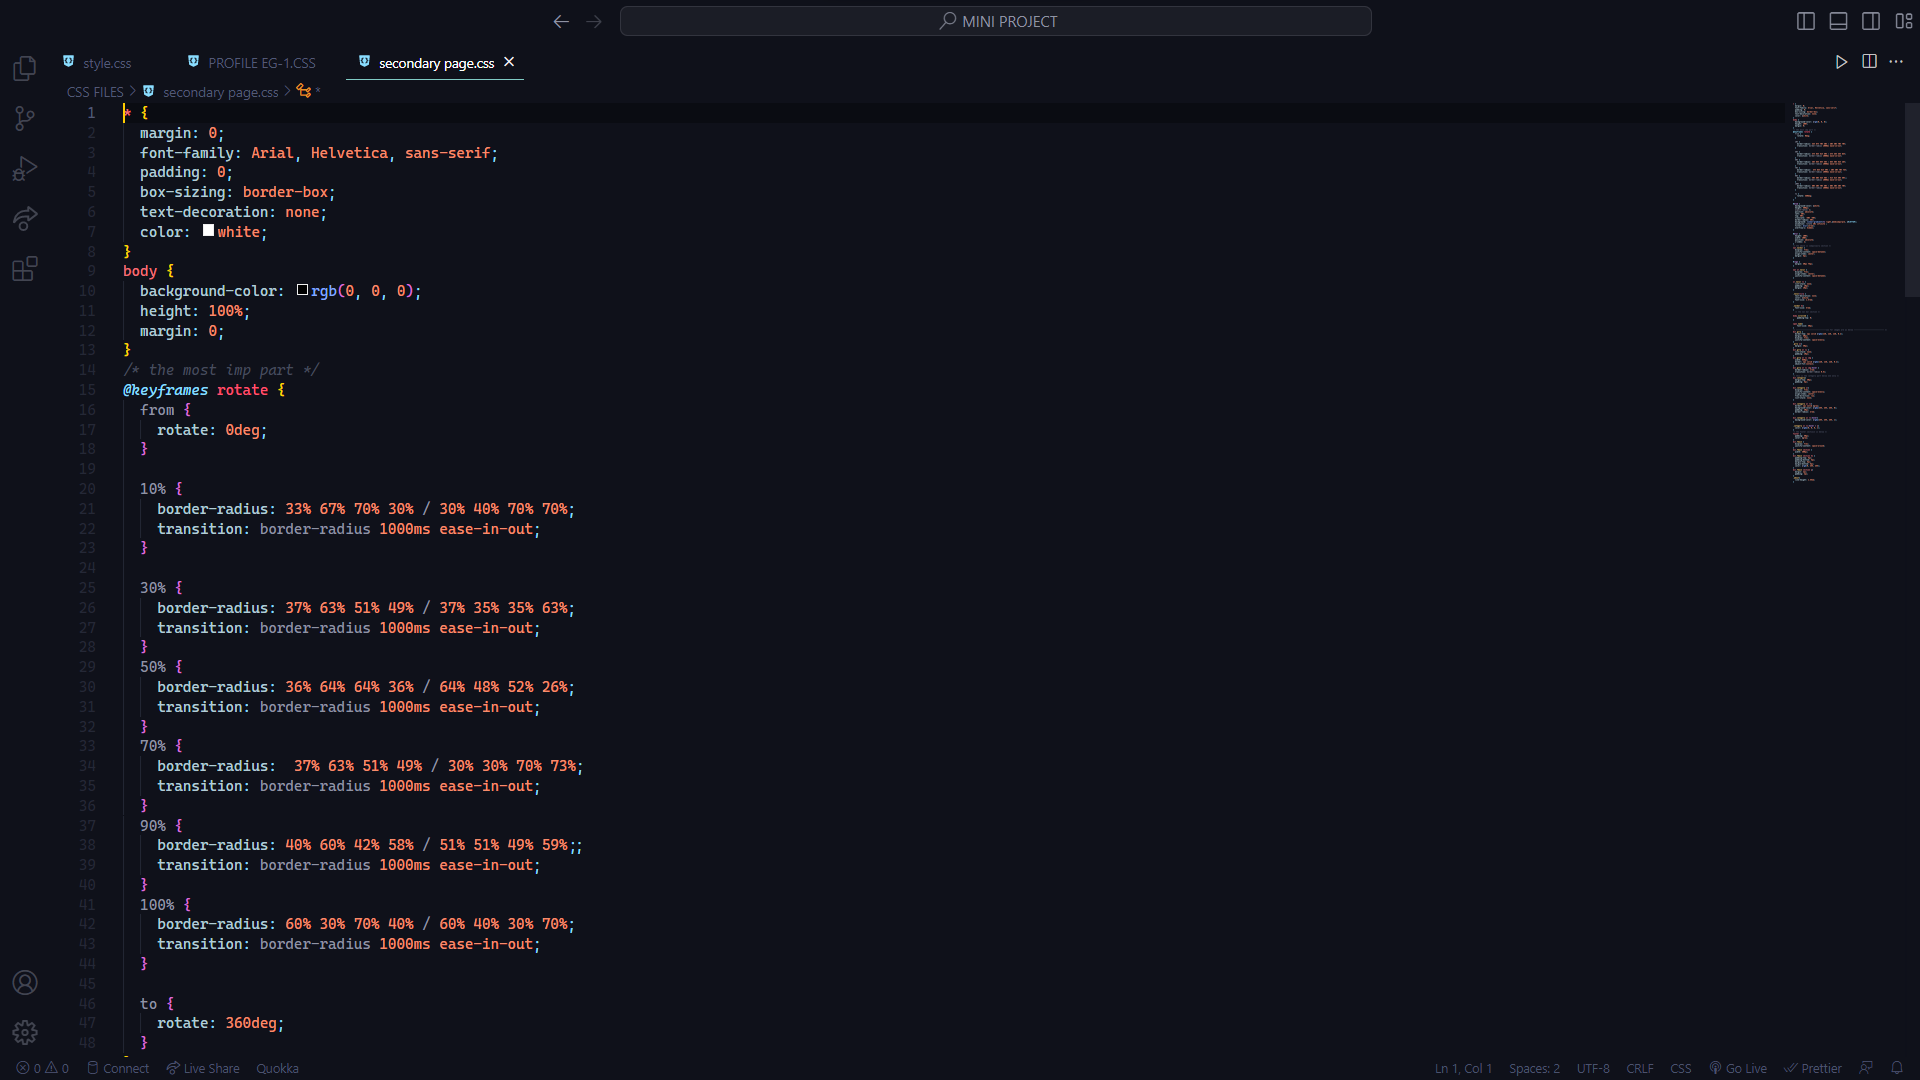 MINI PROJECT
style.css
PROFILE EG-1.CSS
secondary page.css
CSS FILES > secondary page.css > *
1 * {
2 margin: 0;
3 font-family: Arial, Helvetica, sans-serif;
4 padding: 0;
5 box-sizing: border-box;
6 text-decoration: none;
7 color: white;
8 }
9 body {
10 background-color: rgb(0, 0, 0);
11 height: 100%;
12 margin: 0;
13 }
14 /* the most imp part */
15 @keyframes rotate {
16 from {
17 rotate: 0deg;
18 }
19
20 10% {
21 border-radius: 33% 67% 70% 30% / 30% 40% 70% 70%;
22 transition: border-radius 1000ms ease-in-out;
23 }
24
25 30% {
26 border-radius: 37% 63% 51% 49% / 37% 35% 35% 63%;
27 transition: border-radius 1000ms ease-in-out;
28 }
29 50% {
30 border-radius: 36% 64% 64% 36% / 64% 48% 52% 26%;
31 transition: border-radius 1000ms ease-in-out;
32 }
33 70% {
34 border-radius:  37% 63% 51% 49% / 30% 30% 70% 73%;
35 transition: border-radius 1000ms ease-in-out;
36 }
37 90% {
38 border-radius: 40% 60% 42% 58% / 51% 51% 49% 59%;;
39 transition: border-radius 1000ms ease-in-out;
40 }
41 100% {
42 border-radius: 60% 30% 70% 40% / 60% 40% 30% 70%;
43 transition: border-radius 1000ms ease-in-out;
44 }
45
46 to {
47 rotate: 360deg;
48 }
0 0 Connect Live Share Quokka Ln 1, Col 1 Spaces: 2 UTF-8 CRLF CSS Go Live Prettier